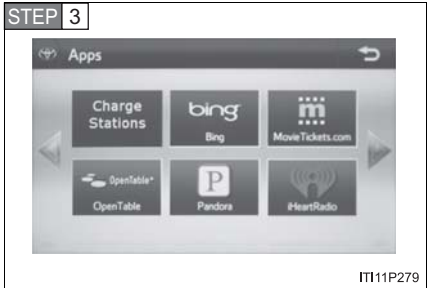 STEP 3
Apps
Charge
Stations
bing
Bing
m
MovieTickets.com
OpenTable®
OpenTable
P
Pandora
iHeartRadio
ITI11P279